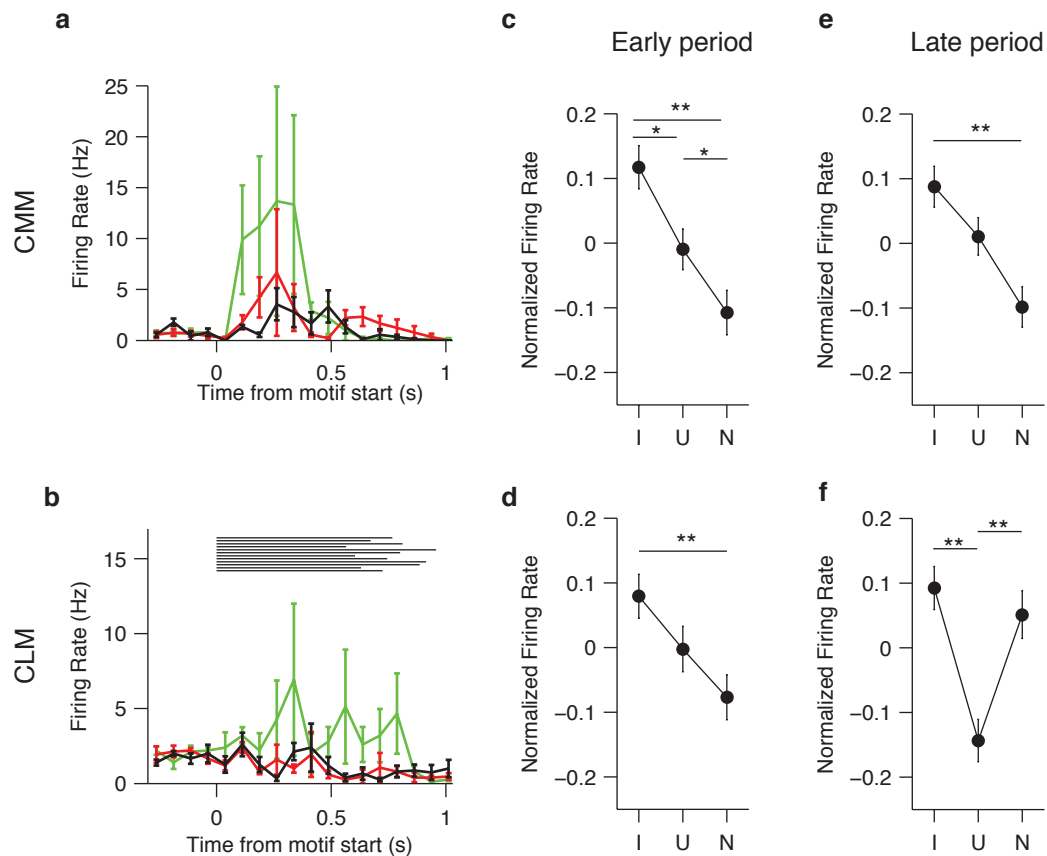 a
CMM
Firing Rate (Hz)
25
20
15
10
5
0
0 0.5 1
Time from motif start (s)
c
Early period
Normalized Firing Rate
0.2
0.1
0
−0.1
−0.2
**
*
*
I U N
e
Late period
Normalized Firing Rate
0.2
0.1
0
−0.1
−0.2
**
I U N
b
CLM
Firing Rate (Hz)
15
10
5
0
0 0.5 1
Time from motif start (s)
d
Normalized Firing Rate
0.2
0.1
0
−0.1
−0.2
**
I U N
f
Normalized Firing Rate
0.2
0.1
0
−0.1
−0.2
**
**
I U N